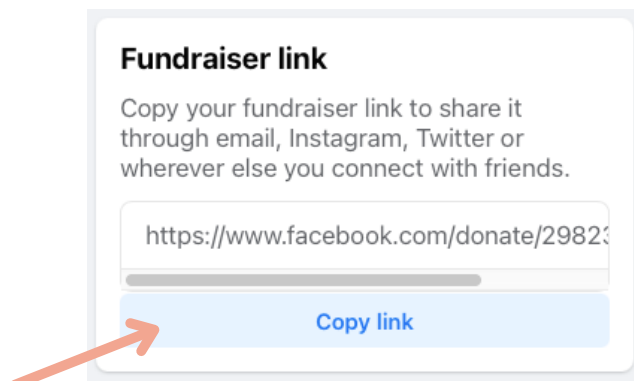 Fundraiser link
Copy your fundraiser link to share it
through email, Instagram, Twitter or
wherever else you connect with friends.
https://www.facebook.com/donate/2982
Copy link